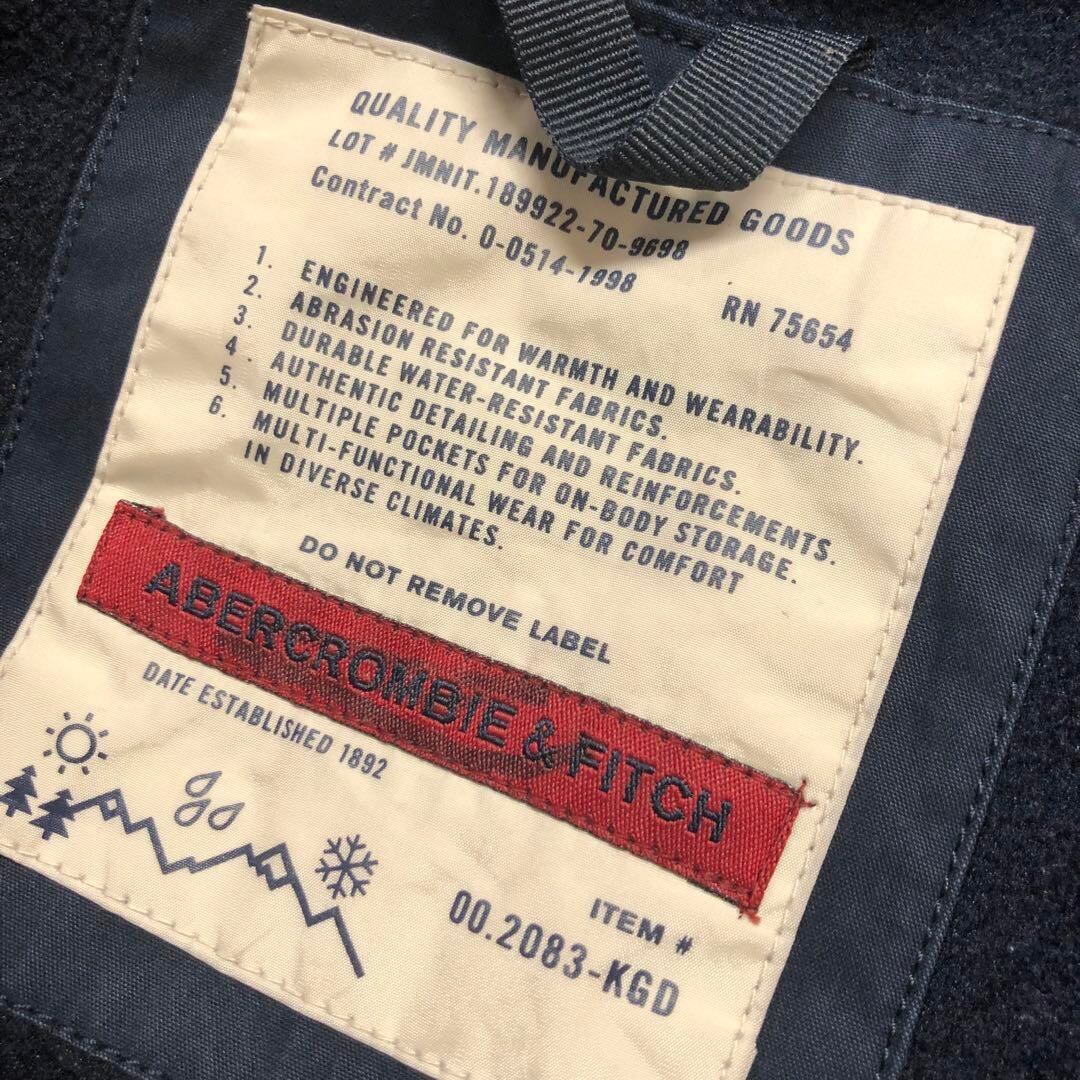 QUALITY MANUFACTURED GOODS
LOT # JMNIT.189922-70-9698
Contract No. 0-0514-1998
RN 75654
1. ENGINEERED FOR WARMTH AND WEARABILITY.
2. ABRASION RESISTANT FABRICS.
3. DURABLE WATER-RESISTANT FABRICS.
4. AUTHENTIC DETAILING AND REINFORCEMENTS.
5. MULTIPLE POCKETS FOR ON-BODY STORAGE.
6. MULTI-FUNCTIONAL WEAR FOR COMFORT
IN DIVERSE CLIMATES.
DO NOT REMOVE LABEL
ABERCROMBIE & FITCH
DATE ESTABLISHED 1892
ITEM #
00.2083-KGD